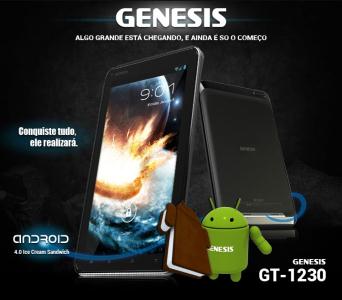 GENESIS
ALGO GRANDE ESTÁ CHEGANDO, E AINDA É SO O COMEÇO
9:01
GENESIS
Conquiste tudo,
ele realizará.
ANDROID
4.0 Ice Cream Sandwich
GENESIS
GENESIS
GT-1230